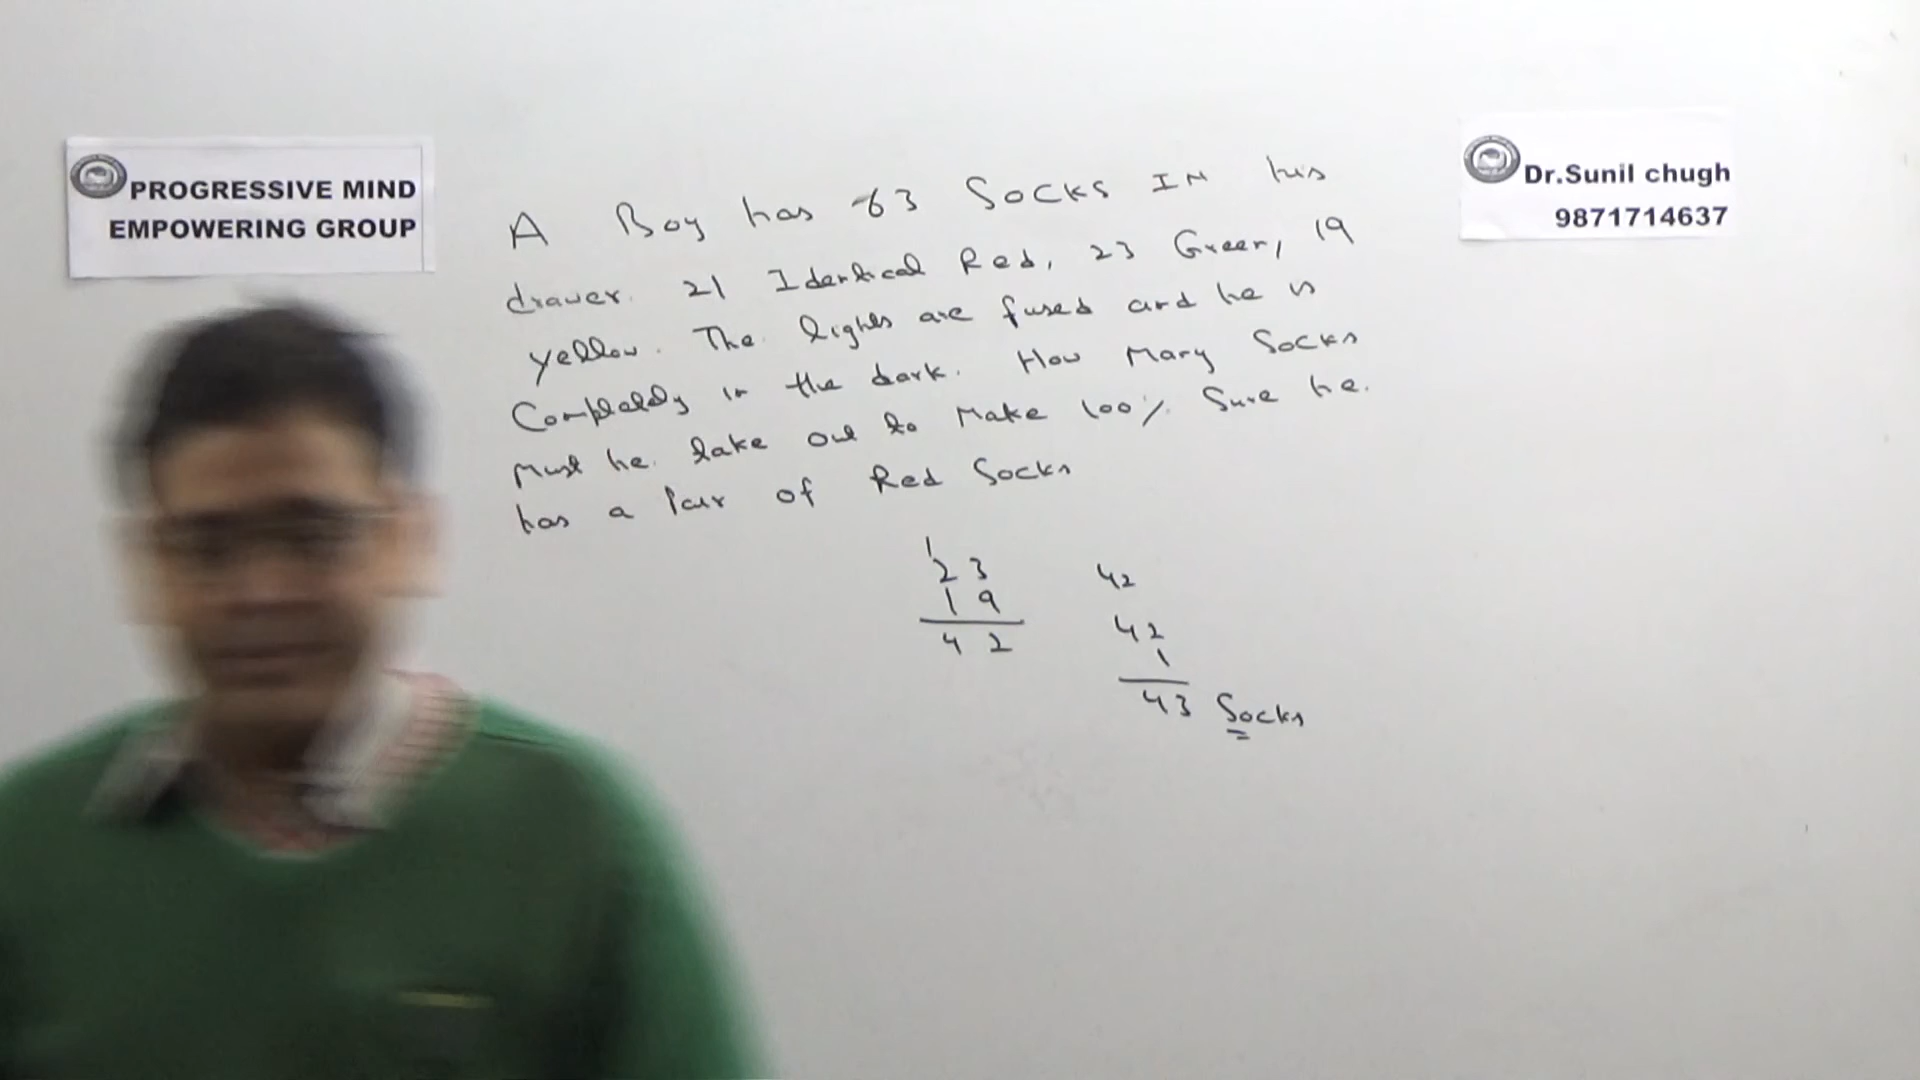 PROGRESSIVE MIND
EMPOWERING GROUP
Dr.Sunil chugh
9871714637
A Boy has 63 Socks IN his
drawer. 21 Identical Red, 23 Green, 19
yellow. The lights are fused and he is
Completely in the dark. How Many Socks
Must he take out to Make 100% Sure he
has a Pair of Red Socks
1
23
19
42
42
42
1
43 Socks